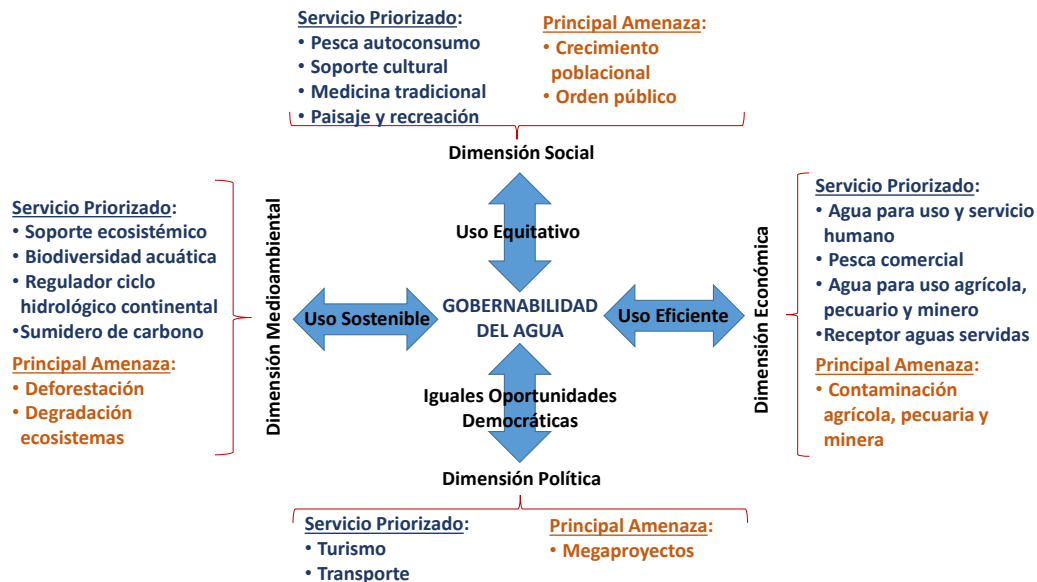 Servicio Priorizado:
• Pesca autoconsumo
• Soporte cultural
• Medicina tradicional
• Paisaje y recreación
Principal Amenaza:
• Crecimiento
poblacional
• Orden público
Dimensión Social
Servicio Priorizado:
• Soporte ecosistémico
• Biodiversidad acuática
• Regulador ciclo
hidrológico continental
•Sumidero de carbono
Principal Amenaza:
• Deforestación
• Degradación
ecosistemas
Dimensión Medioambiental
Uso Equitativo
Uso Sostenible
GOBERNABILIDAD
DEL AGUA
Uso Eficiente
Iguales Oportunidades
Democráticas
Dimensión Económica
Servicio Priorizado:
• Agua para uso y servicio
humano
• Pesca comercial
• Agua para uso agrícola,
pecuario y minero
•Receptor aguas servidas
Principal Amenaza:
• Contaminación
agrícola, pecuaria y
minera
Dimensión Política
Servicio Priorizado:
• Turismo
• Transporte
Principal Amenaza:
• Megaproyectos